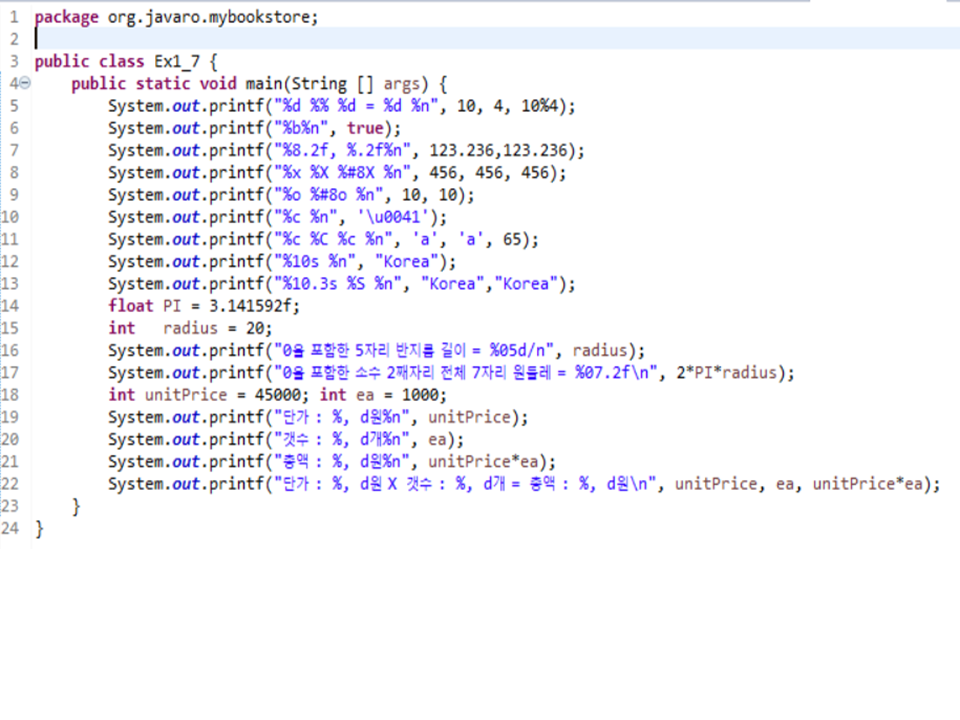 1 package org.javaro.mybookstore;
2
3 public class Ex1_7 {
4 public static void main(String [] args) {
5 System.out.printf("%d %% %d = %d %n", 10, 4, 10%4);
6 System.out.printf("%b%n", true);
7 System.out.printf("%8.2f, %.2f%n", 123.236,123.236);
8 System.out.printf("%x %X %#8X %n", 456, 456, 456);
9 System.out.printf("%o %#8o %n", 10, 10);
10 System.out.printf("%c %n", '\u0041');
11 System.out.printf("%c %C %c %n", 'a', 'a', 65);
12 System.out.printf("%10s %n", "Korea");
13 System.out.printf("%10.3s %S %n", "Korea","Korea");
14 float PI = 3.141592f;
15 int radius = 20;
16 System.out.printf("0을 포함한 5자리 반지름 길이 = %05d/n", radius);
17 System.out.printf("0을 포함한 소수 2째자리 전체 7자리 원둘레 = %07.2f\n", 2*PI*radius);
18 int unitPrice = 45000; int ea = 1000;
19 System.out.printf("단가 : %, d원%n", unitPrice);
20 System.out.printf("갯수 : %, d개%n", ea);
21 System.out.printf("총액 : %, d원%n", unitPrice*ea);
22 System.out.printf("단가 : %, d원 X 갯수 : %, d개 = 총액 : %, d원\n", unitPrice, ea, unitPrice*ea);
23 }
24 }